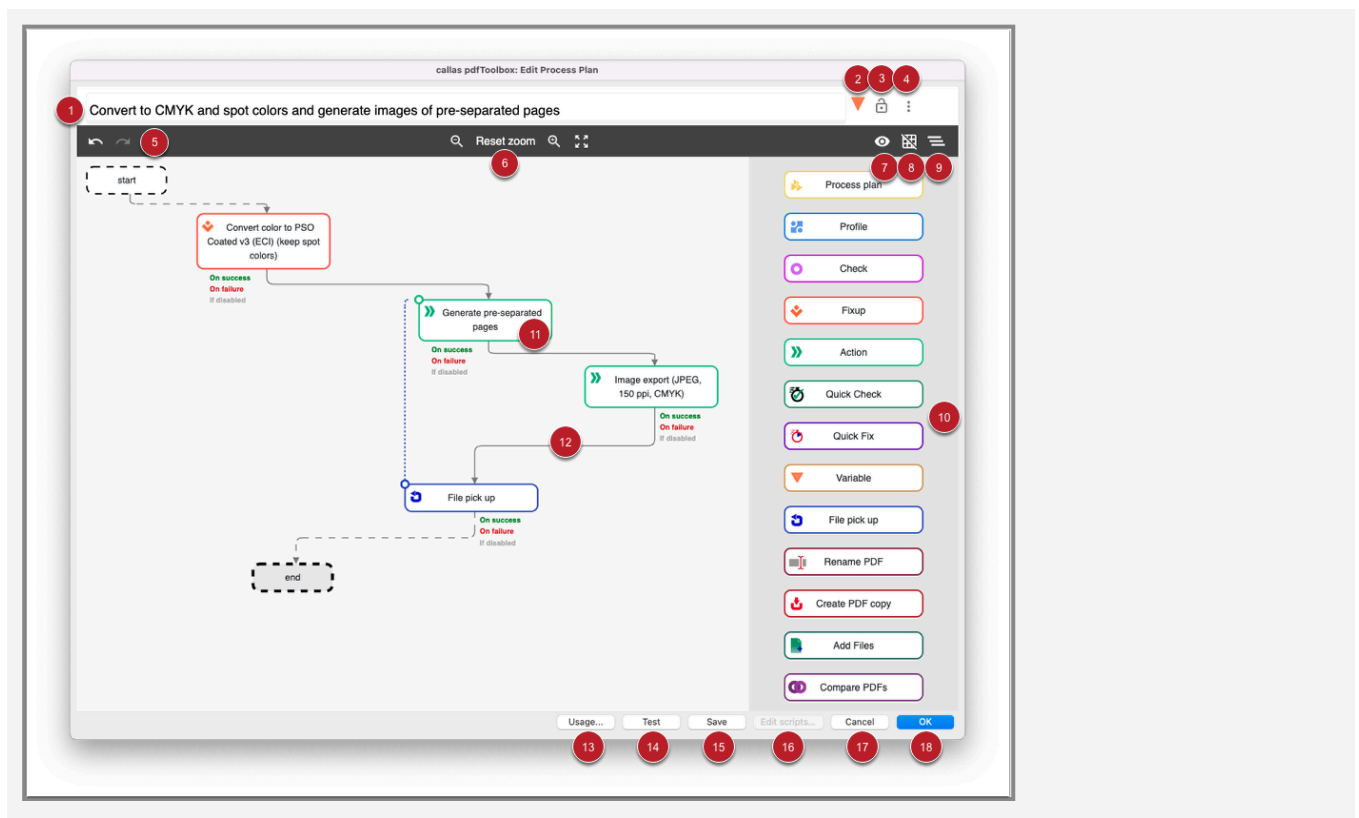 callas pdfToolbox: Edit Process Plan
2 3 4
1 Convert to CMYK and spot colors and generate images of pre-separated pages
5 Reset zoom
6 7 8 9
start
Convert color to PSO
Coated v3 (ECI) (keep spot
colors)
On success
On failure
If disabled
Generate pre-separated
pages
11
On success
On failure
If disabled
Image export (JPEG,
150 ppi, CMYK)
On success
On failure
If disabled
12
File pick up
On success
On failure
If disabled
end
Process plan
Profile
Check
Fixup
Action
Quick Check
10
Quick Fix
Variable
File pick up
Rename PDF
Create PDF copy
Add Files
Compare PDFs
Usage... Test Save Edit scripts... Cancel OK
13 14 15 16 17 18